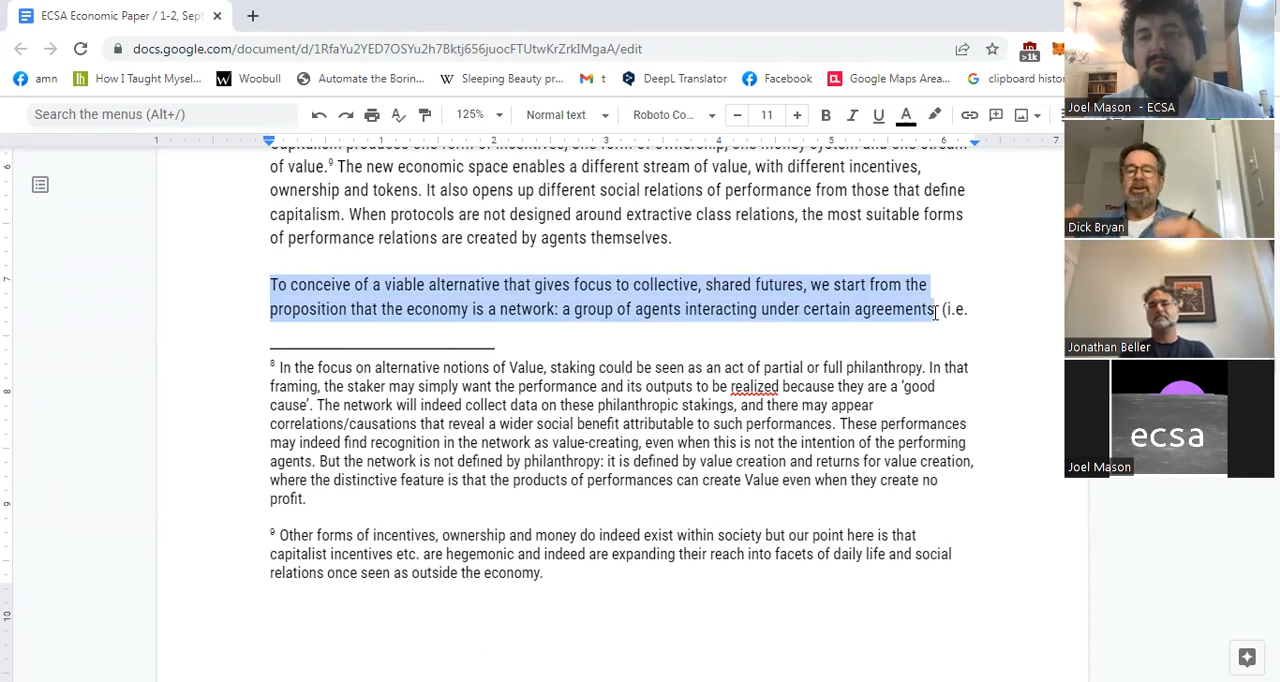 ECSA Economic Paper / 1-2, Sept
docs.google.com/document/d/1RfaYu2YED7OSYu2h7Bktj656juocFTUtwKrZrkIMgaA/edit
>1k
amn
How I Taught Mysel...
Woobull
Automate the Borin...
Sleeping Beauty pr...
t
DeepL Translator
Facebook
Google Maps Area...
clipboard histor
Joel Mason - ECSA
Search the menus (Alt+/)
125%
Normal text
Roboto Co...
11
1 2 3 4 5 6 7
of value.⁹ The new economic space enables a different stream of value, with different incentives,
ownership and tokens. It also opens up different social relations of performance from those that define
capitalism. When protocols are not designed around extractive class relations, the most suitable forms
of performance relations are created by agents themselves.
Dick Bryan
To conceive of a viable alternative that gives focus to collective, shared futures, we start from the
proposition that the economy is a network: a group of agents interacting under certain agreements (i.e.
Jonathan Beller
⁸ In the focus on alternative notions of Value, staking could be seen as an act of partial or full philanthropy. In that
framing, the staker may simply want the performance and its outputs to be realized because they are a ‘good
cause’. The network will indeed collect data on these philanthropic stakings, and there may appear
correlations/causations that reveal a wider social benefit attributable to such performances. These performances
may indeed find recognition in the network as value-creating, even when this is not the intention of the performing
agents. But the network is not defined by philanthropy: it is defined by value creation and returns for value creation,
where the distinctive feature is that the products of performances can create Value even when they create no
profit.
ecsa
Joel Mason
⁹ Other forms of incentives, ownership and money do indeed exist within society but our point here is that
capitalist incentives etc. are hegemonic and indeed are expanding their reach into facets of daily life and social
relations once seen as outside the economy.